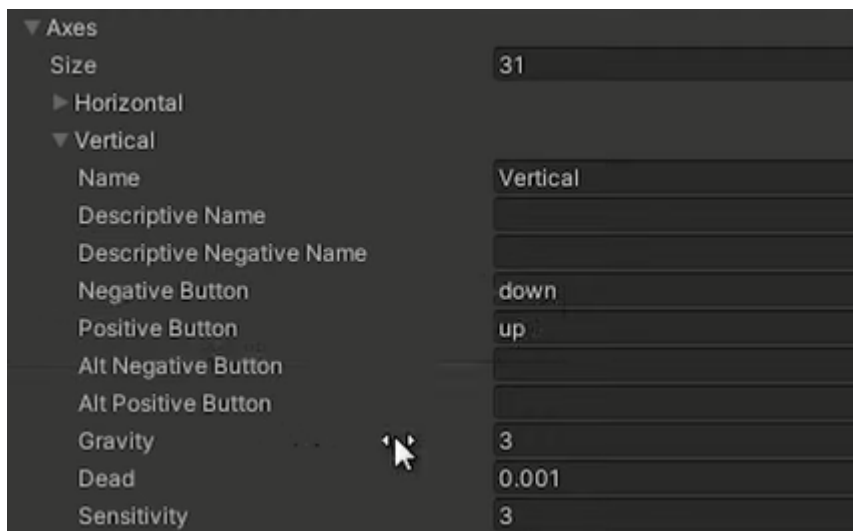 Axes
Size 31
Horizontal
Vertical
Name Vertical
Descriptive Name
Descriptive Negative Name
Negative Button down
Positive Button up
Alt Negative Button
Alt Positive Button
Gravity 3
Dead 0.001
Sensitivity 3